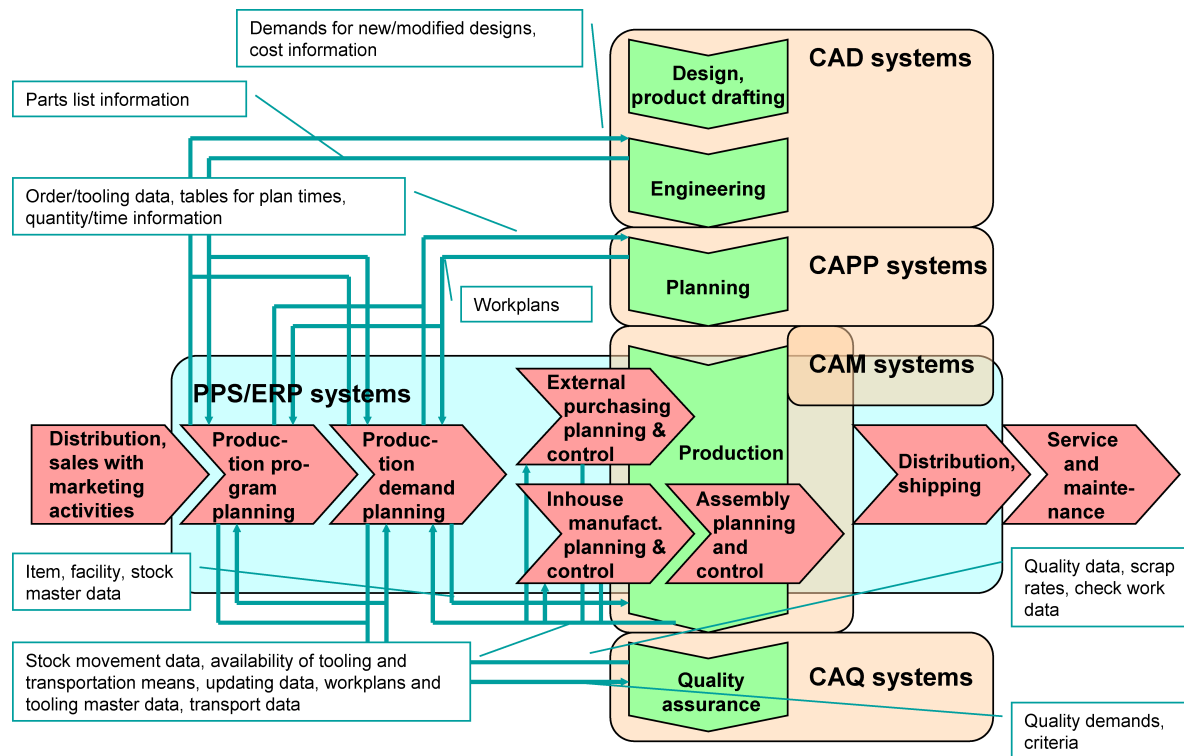 Demands for new/modified designs,
cost information
CAD systems
Design,
product drafting
Parts list information
Engineering
Order/tooling data, tables for plan times,
quantity/time information
CAPP systems
Planning
Workplans
CAM systems
PPS/ERP systems
External
purchasing
planning &
control
Production
Distribution,
sales with
marketing
activities
Produc-
tion pro-
gram
planning
Produc-
tion
demand
planning
Inhouse
manufact.
planning &
control
Assembly
planning
and
control
Distribution,
shipping
Service
and
mainte-
nance
Item, facility, stock
master data
Quality data, scrap
rates, check work
data
Stock movement data, availability of tooling and
transportation means, updating data, workplans and
tooling master data, transport data
Quality
assurance
CAQ systems
Quality demands,
criteria